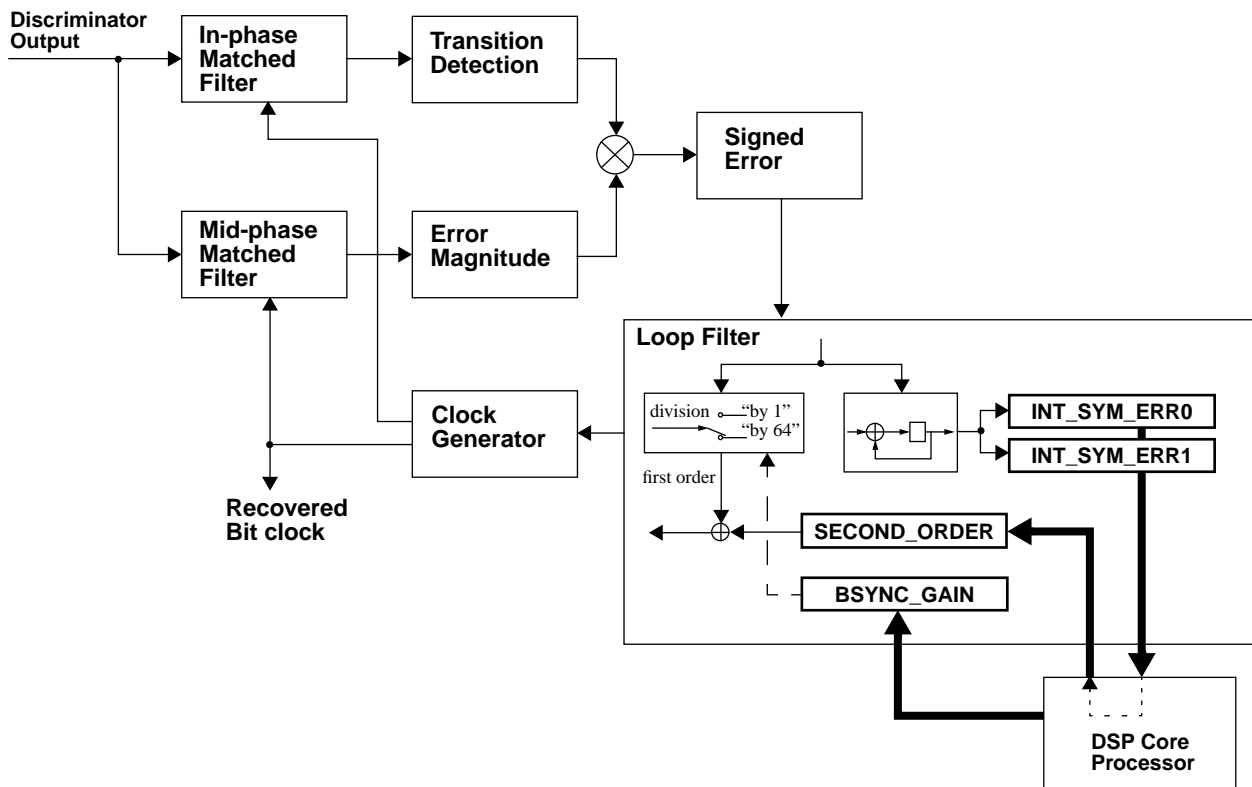 Discriminator
Output
In-phase
Matched
Filter
Transition
Detection
Signed
Error
Mid-phase
Matched
Filter
Error
Magnitude
Loop Filter
Clock
Generator
division
“by 1”
“by 64”
INT_SYM_ERR0
INT_SYM_ERR1
first order
Recovered
Bit clock
SECOND_ORDER
BSYNC_GAIN
DSP Core
Processor